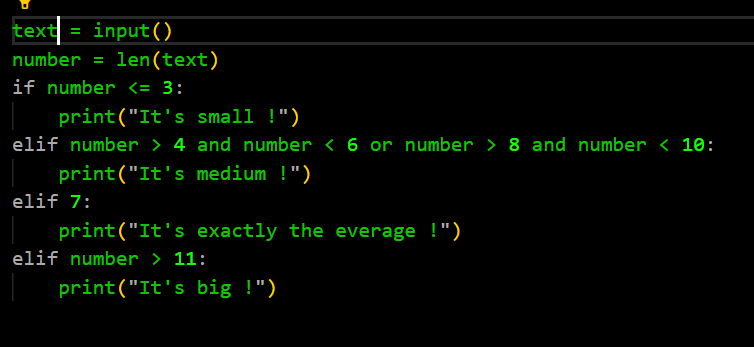 text = input()
number = len(text)
if number <= 3:
    print("It's small !")
elif number > 4 and number < 6 or number > 8 and number < 10:
    print("It's medium !")
elif 7:
    print("It's exactly the everage !")
elif number > 11:
    print("It's big !")